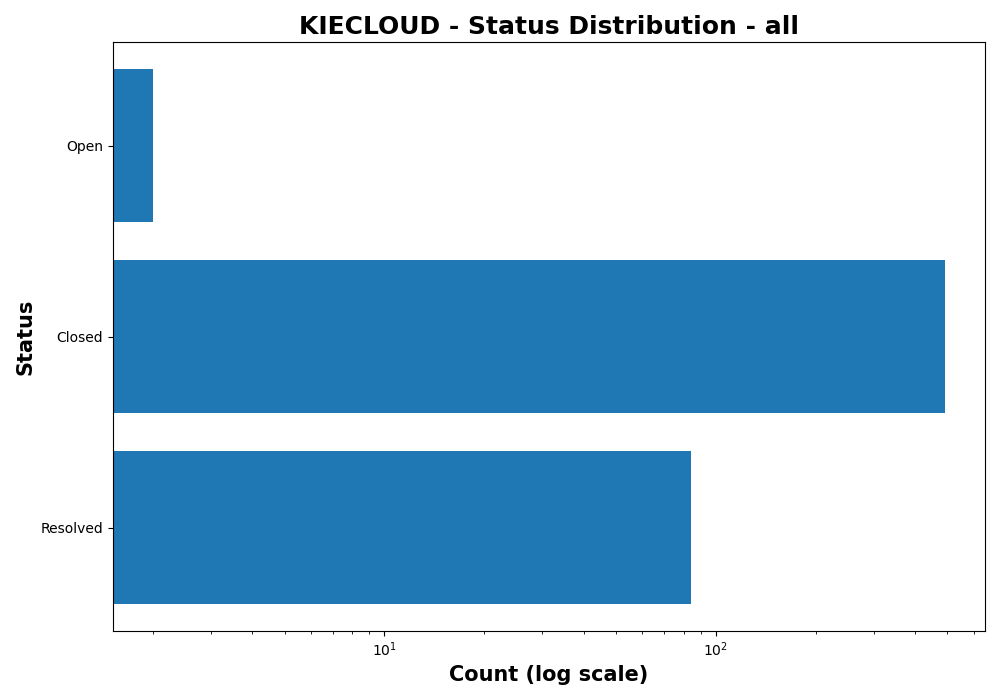 KIECLOUD - Status Distribution - all
Status
Open
Closed
Resolved
10¹
10²
Count (log scale)